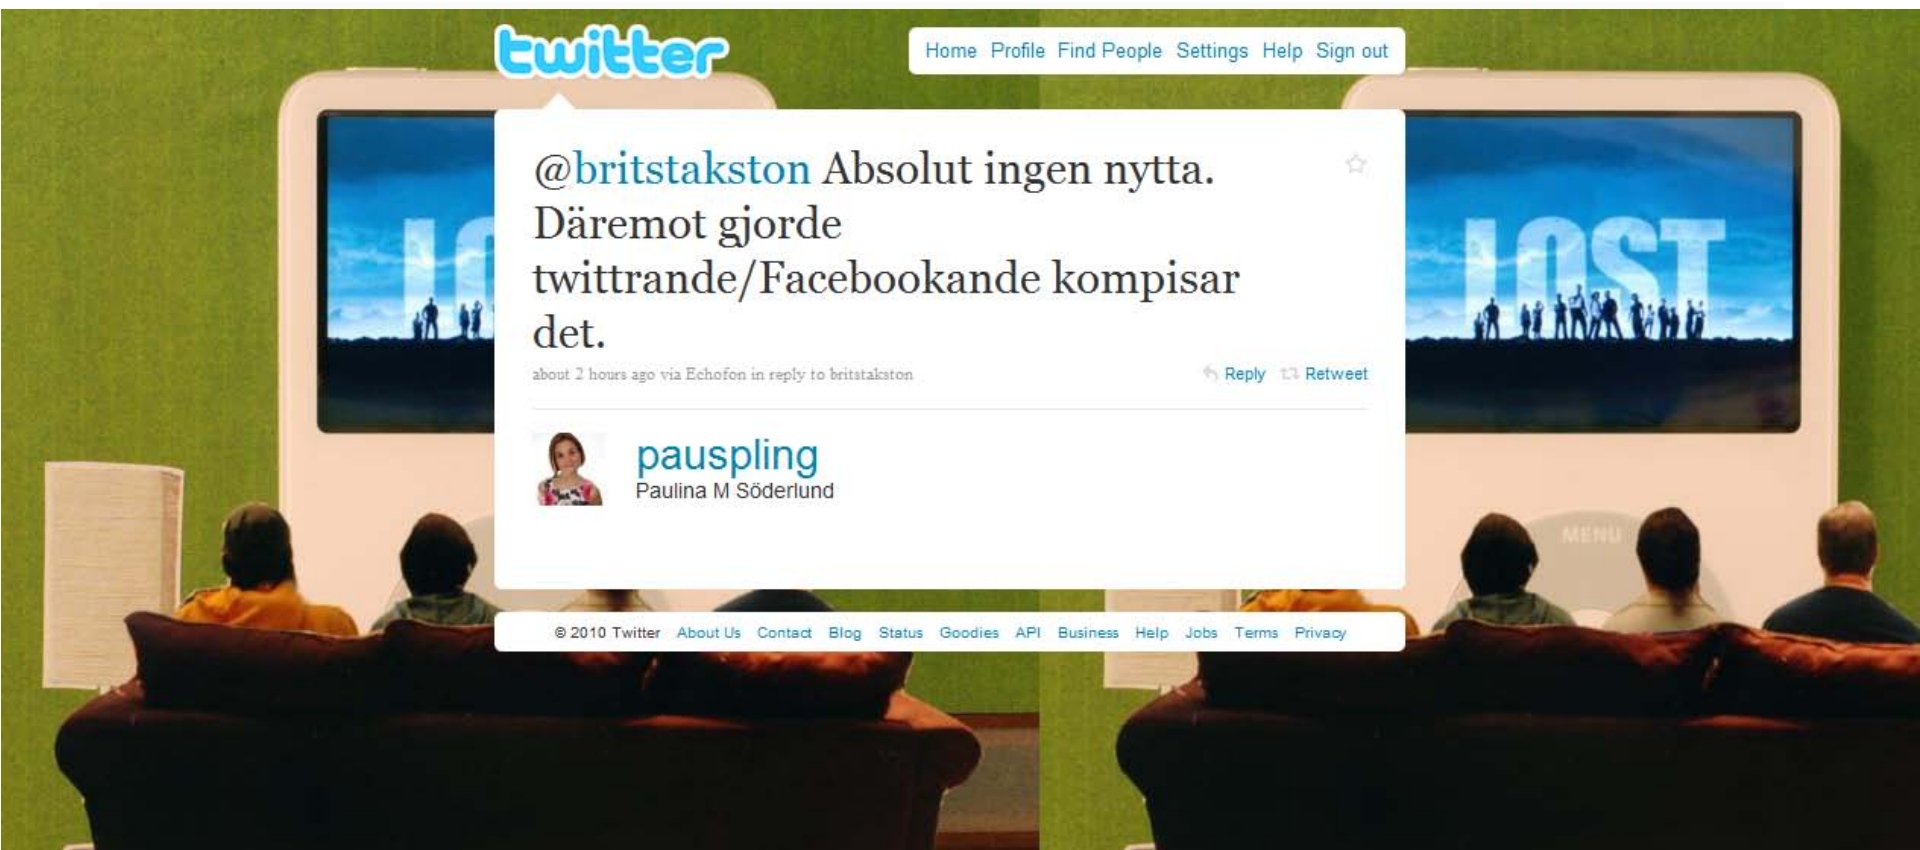 twitter
Home Profile Find People Settings Help Sign out
@britstakston Absolut ingen nytta.
Däremot gjorde
twittrande/Facebookande kompisar
det.
about 2 hours ago via Echofon in reply to britstakston
Reply Retweet
pauspling
Paulina M Söderlund
© 2010 Twitter About Us Contact Blog Status Goodies API Business Help Jobs Terms Privacy
LO
LOST
MENU